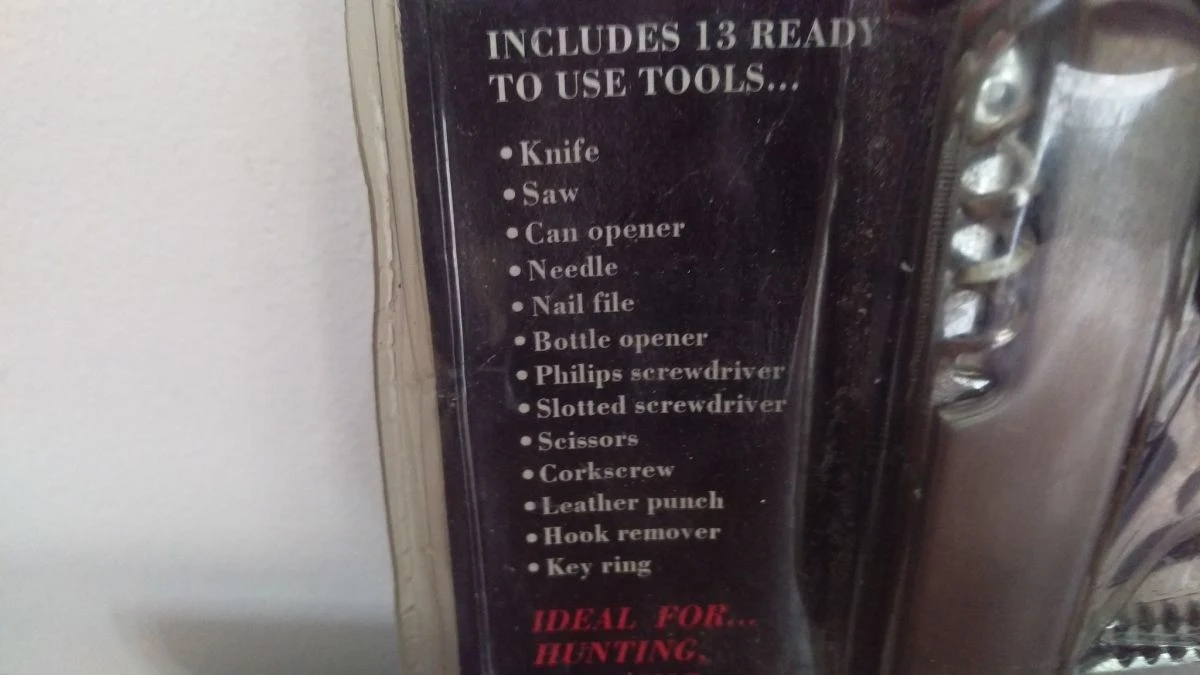 INCLUDES 13 READY
TO USE TOOLS...
• Knife
• Saw
• Can opener
• Needle
• Nail file
• Bottle opener
• Philips screwdriver
• Slotted screwdriver
• Scissors
• Corkscrew
• Leather punch
• Hook remover
• Key ring
IDEAL FOR...
HUNTING,